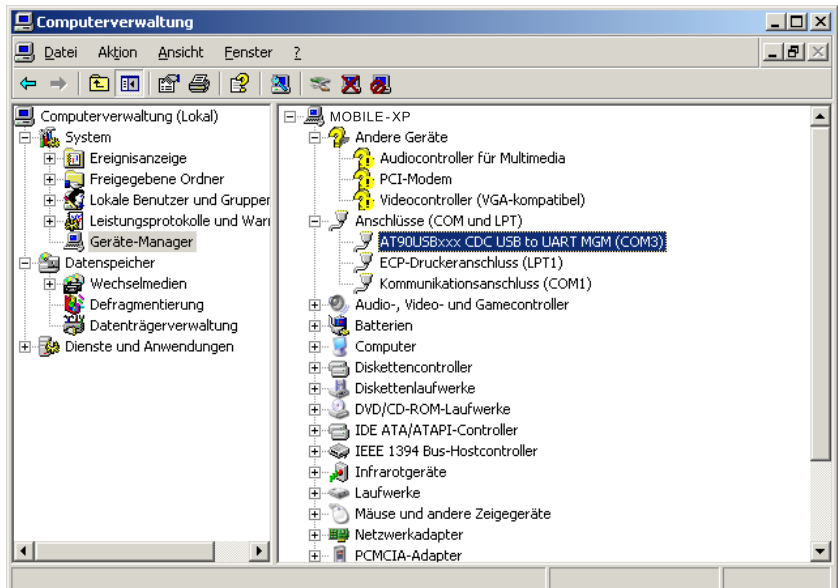 Computerverwaltung
Datei Aktion Ansicht Fenster ?
Computerverwaltung (Lokal)
System
Ereignisanzeige
Freigegebene Ordner
Lokale Benutzer und Gruppen
Leistungsprotokolle und Warn
Geräte-Manager
Datenspeicher
Wechselmedien
Defragmentierung
Datenträgerverwaltung
Dienste und Anwendungen
MOBILE-XP
Andere Geräte
Audiocontroller für Multimedia
PCI-Modem
Videocontroller (VGA-kompatibel)
Anschlüsse (COM und LPT)
AT90USBxxx CDC USB to UART MGM (COM3)
ECP-Druckeranschluss (LPT1)
Kommunikationsanschluss (COM1)
Audio-, Video- und Gamecontroller
Batterien
Computer
Diskettencontroller
Diskettenlaufwerke
DVD/CD-ROM-Laufwerke
IDE ATA/ATAPI-Controller
IEEE 1394 Bus-Hostcontroller
Infrarotgeräte
Laufwerke
Mäuse und andere Zeigegeräte
Netzwerkadapter
PCMCIA-Adapter